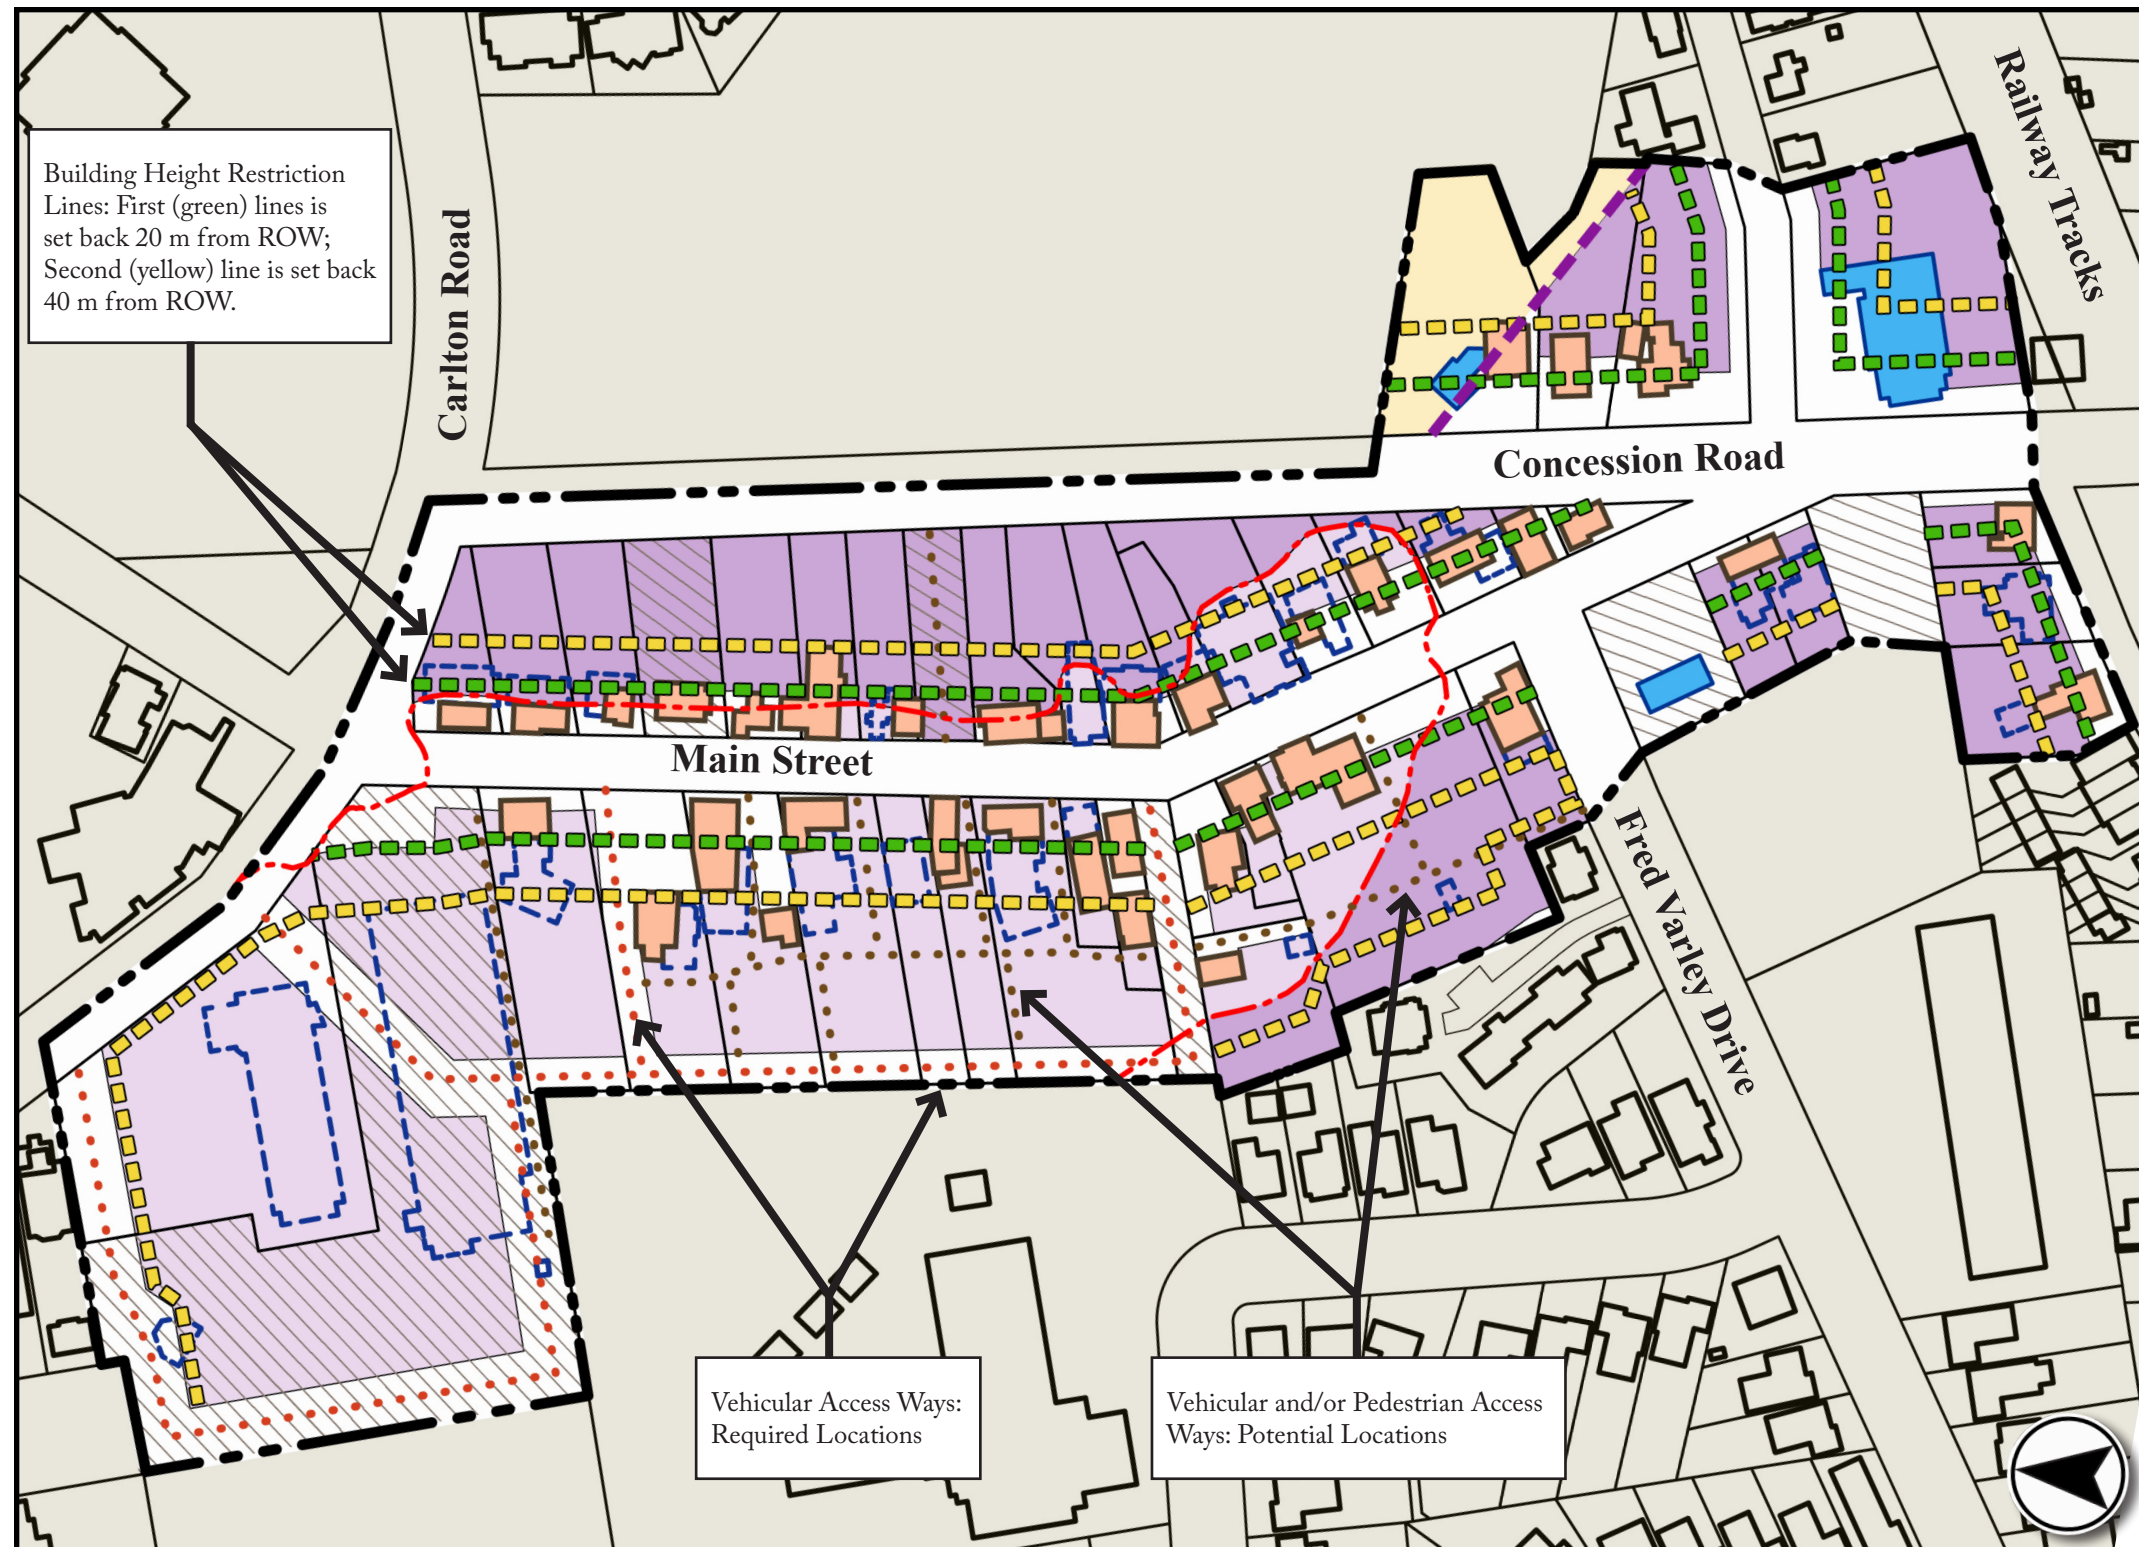 Building Height Restriction
Lines: First (green) lines is
set back 20 m from ROW;
Second (yellow) line is set back
40 m from ROW.
Carlton Road
Railway Tracks
Concession Road
Main Street
Fred Varley Drive
Vehicular Access Ways:
Required Locations
Vehicular and/or Pedestrian Access
Ways: Potential Locations